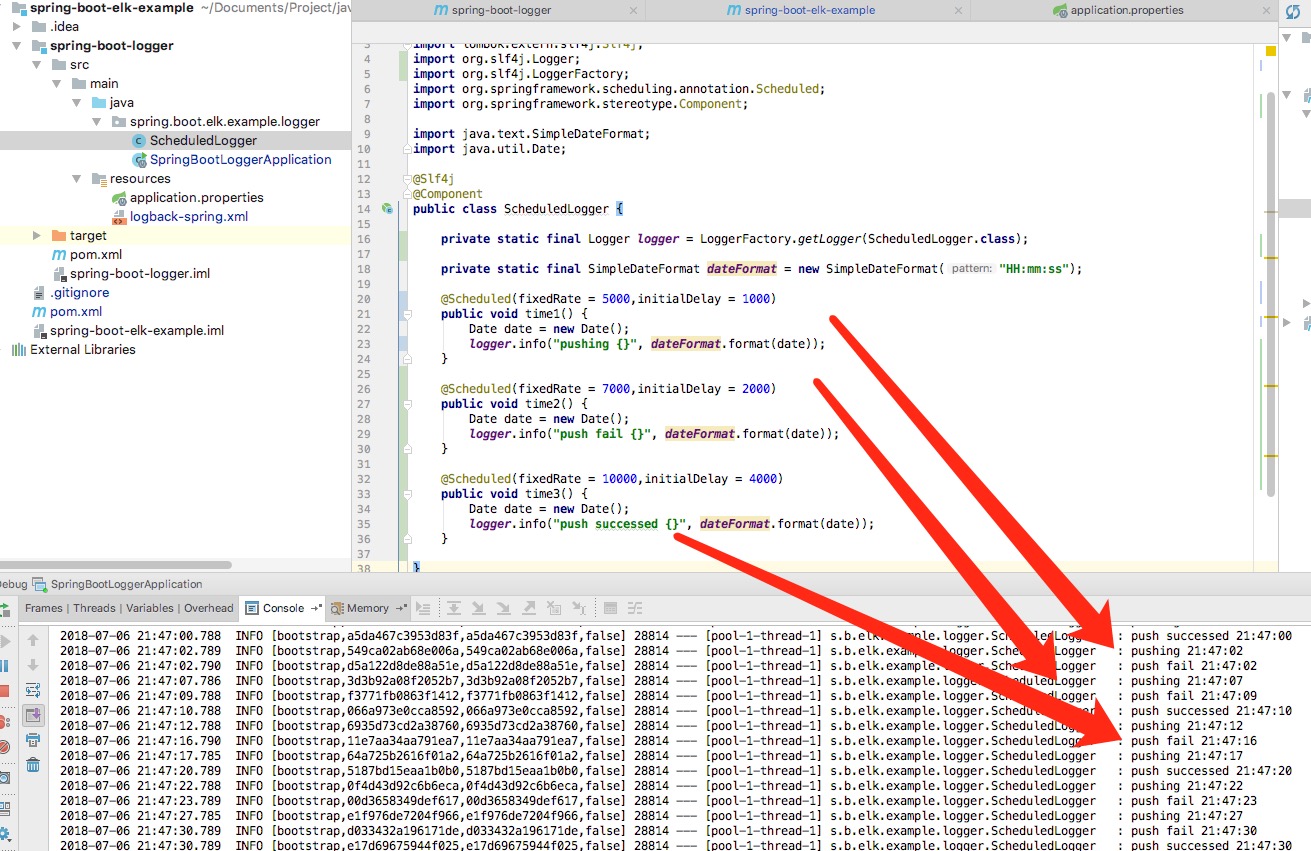 spring-boot-elk-example ~/Documents/Project/jav
.idea
spring-boot-logger
src
main
java
spring.boot.elk.example.logger
ScheduledLogger
SpringBootLoggerApplication
resources
application.properties
logback-spring.xml
target
pom.xml
spring-boot-logger.iml
.gitignore
pom.xml
spring-boot-elk-example.iml
External Libraries
spring-boot-logger
spring-boot-elk-example
application.properties
3 import lombok.extern.slf4j.Slf4j;
4 import org.slf4j.Logger;
5 import org.slf4j.LoggerFactory;
6 import org.springframework.scheduling.annotation.Scheduled;
7 import org.springframework.stereotype.Component;
8
9 import java.text.SimpleDateFormat;
10 import java.util.Date;
11
12 @Slf4j
13 @Component
14 public class ScheduledLogger {
15
16 private static final Logger logger = LoggerFactory.getLogger(ScheduledLogger.class);
17
18 private static final SimpleDateFormat dateFormat = new SimpleDateFormat( pattern: "HH:mm:ss");
19
20 @Scheduled(fixedRate = 5000,initialDelay = 1000)
21 public void time1() {
22 Date date = new Date();
23 logger.info("pushing {}", dateFormat.format(date));
24 }
25
26 @Scheduled(fixedRate = 7000,initialDelay = 2000)
27 public void time2() {
28 Date date = new Date();
29 logger.info("push fail {}", dateFormat.format(date));
30 }
31
32 @Scheduled(fixedRate = 10000,initialDelay = 4000)
33 public void time3() {
34 Date date = new Date();
35 logger.info("push successed {}", dateFormat.format(date));
36 }
37
38 }
Debug SpringBootLoggerApplication
Frames Threads Variables Overhead Console Memory
2018-07-06 21:47:00.788 INFO [bootstrap,a5da467c3953d83f,a5da467c3953d83f,false] 28814 --- [pool-1-thread-1] s.b.elk.example.logger.ScheduledLogger : push successed 21:47:00
2018-07-06 21:47:02.789 INFO [bootstrap,549ca02ab68e006a,549ca02ab68e006a,false] 28814 --- [pool-1-thread-1] s.b.elk.example.logger.ScheduledLogger : pushing 21:47:02
2018-07-06 21:47:02.790 INFO [bootstrap,d5a122d8de88a51e,d5a122d8de88a51e,false] 28814 --- [pool-1-thread-1] s.b.elk.example.logger.ScheduledLogger : push fail 21:47:02
2018-07-06 21:47:07.786 INFO [bootstrap,3d3b92a08f2052b7,3d3b92a08f2052b7,false] 28814 --- [pool-1-thread-1] s.b.elk.example.logger.ScheduledLogger : pushing 21:47:07
2018-07-06 21:47:09.788 INFO [bootstrap,f3771fb0863f1412,f3771fb0863f1412,false] 28814 --- [pool-1-thread-1] s.b.elk.example.logger.ScheduledLogger : push fail 21:47:09
2018-07-06 21:47:10.788 INFO [bootstrap,066a973e0cca8592,066a973e0cca8592,false] 28814 --- [pool-1-thread-1] s.b.elk.example.logger.ScheduledLogger : push successed 21:47:10
2018-07-06 21:47:12.788 INFO [bootstrap,6935d73cd2a38760,6935d73cd2a38760,false] 28814 --- [pool-1-thread-1] s.b.elk.example.logger.ScheduledLogger : pushing 21:47:12
2018-07-06 21:47:16.790 INFO [bootstrap,11e7aa34aa791ea7,11e7aa34aa791ea7,false] 28814 --- [pool-1-thread-1] s.b.elk.example.logger.ScheduledLogger : push fail 21:47:16
2018-07-06 21:47:17.785 INFO [bootstrap,64a725b2616f01a2,64a725b2616f01a2,false] 28814 --- [pool-1-thread-1] s.b.elk.example.logger.ScheduledLogger : pushing 21:47:17
2018-07-06 21:47:20.789 INFO [bootstrap,5187bd15eaa1b0b0,5187bd15eaa1b0b0,false] 28814 --- [pool-1-thread-1] s.b.elk.example.logger.ScheduledLogger : push successed 21:47:20
2018-07-06 21:47:22.788 INFO [bootstrap,0f4d43d92c6b6eca,0f4d43d92c6b6eca,false] 28814 --- [pool-1-thread-1] s.b.elk.example.logger.ScheduledLogger : pushing 21:47:22
2018-07-06 21:47:23.789 INFO [bootstrap,00d3658349def617,00d3658349def617,false] 28814 --- [pool-1-thread-1] s.b.elk.example.logger.ScheduledLogger : push fail 21:47:23
2018-07-06 21:47:27.785 INFO [bootstrap,e1f976de7204f966,e1f976de7204f966,false] 28814 --- [pool-1-thread-1] s.b.elk.example.logger.ScheduledLogger : pushing 21:47:27
2018-07-06 21:47:30.789 INFO [bootstrap,d033432a196171de,d033432a196171de,false] 28814 --- [pool-1-thread-1] s.b.elk.example.logger.ScheduledLogger : push fail 21:47:30
2018-07-06 21:47:30.789 INFO [bootstrap,e17d69675944f025,e17d69675944f025,false] 28814 --- [pool-1-thread-1] s.b.elk.example.logger.ScheduledLogger : push successed 21:47:30